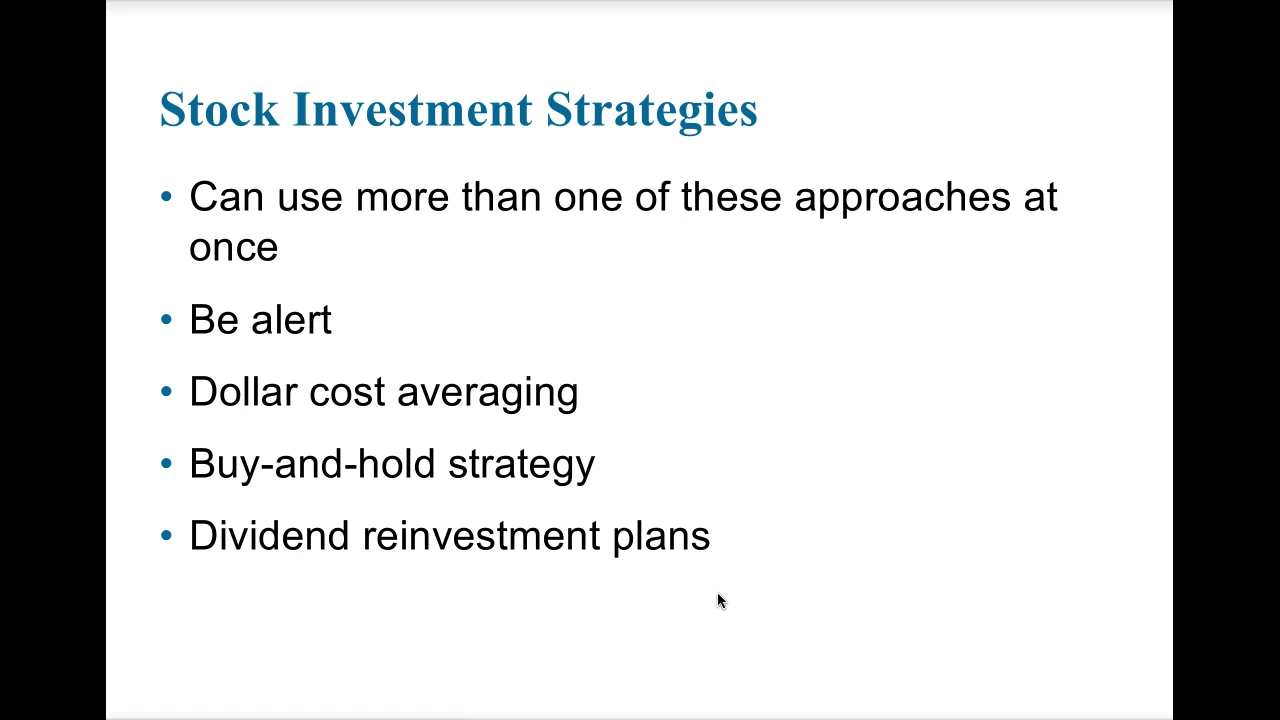 Stock Investment Strategies
• Can use more than one of these approaches at
once
• Be alert
• Dollar cost averaging
• Buy-and-hold strategy
• Dividend reinvestment plans